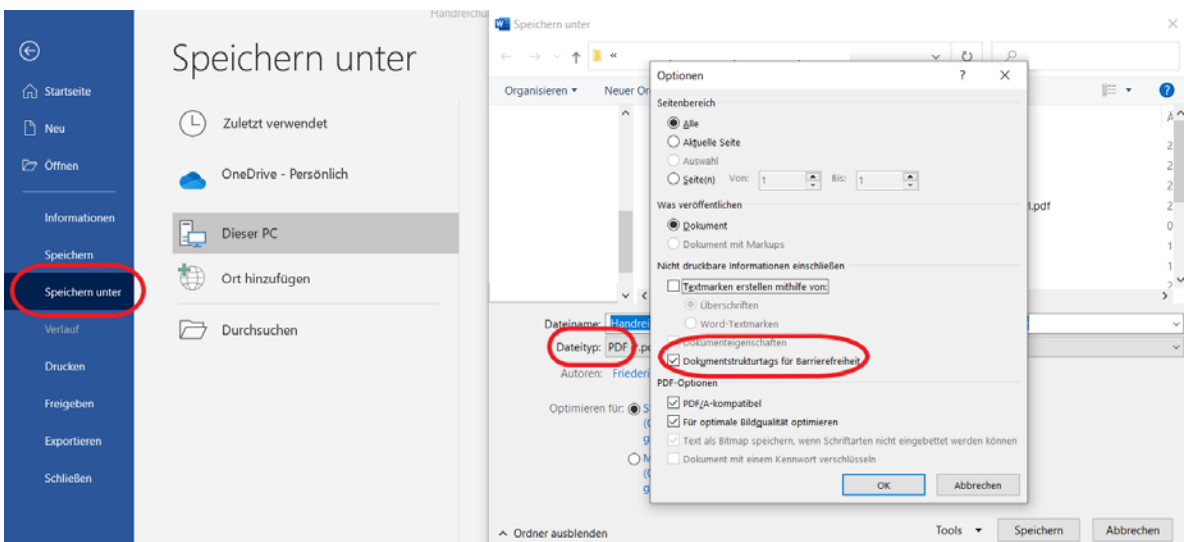 Speichern unter
Startseite
Neu
Öffnen
Informationen
Speichern
Speichern unter
Verlauf
Drucken
Freigeben
Exportieren
Schließen
Speichern unter
Zuletzt verwendet
OneDrive - Persönlich
Dieser PC
Ort hinzufügen
Durchsuchen
Speichern unter
Organisieren
Dateiname:
Dateityp: PDF
Autoren:
Optimieren für:
Ordner ausblenden
Tools
Speichern
Abbrechen
Optionen
Seitenbereich
Alle
Aktuelle Seite
Auswahl
Seite(n) Von: 1 Bis: 1
Was veröffentlichen
Dokument
Dokument mit Markups
Nicht druckbare Informationen einschließen
Textmarken erstellen mithilfe von:
Überschriften
Word-Textmarken
Dokumenteigenschaften
Dokumentstrukturtags für Barrierefreiheit
PDF-Optionen
PDF/A-kompatibel
Für optimale Bildqualität optimieren
Text als Bitmap speichern, wenn Schriftarten nicht eingebettet werden können
Dokument mit einem Kennwort verschlüsseln
OK
Abbrechen